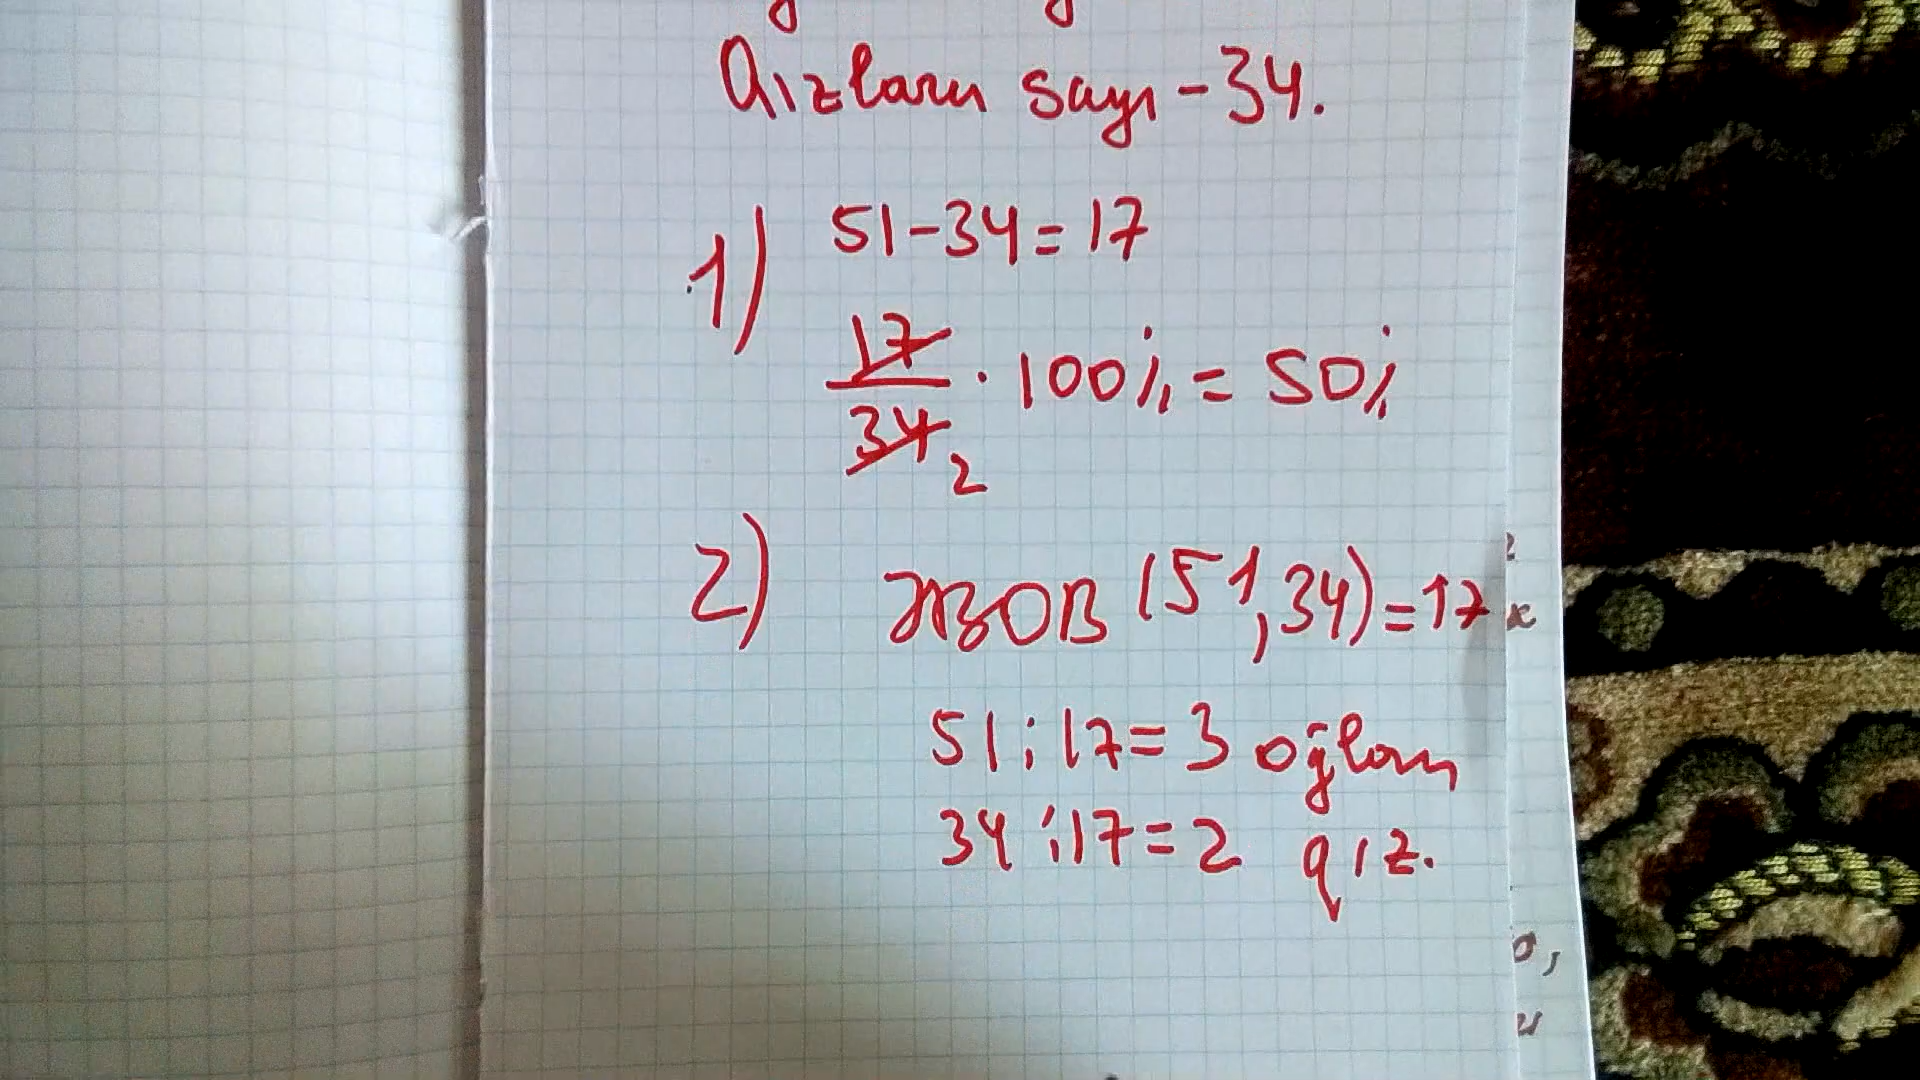 Qızların sayı - 34.
1) 51-34=17
17/34 2 · 100% = 50%
2) ƏBOB (51,34)=17
51:17=3 oğlan
34:17=2 qız.